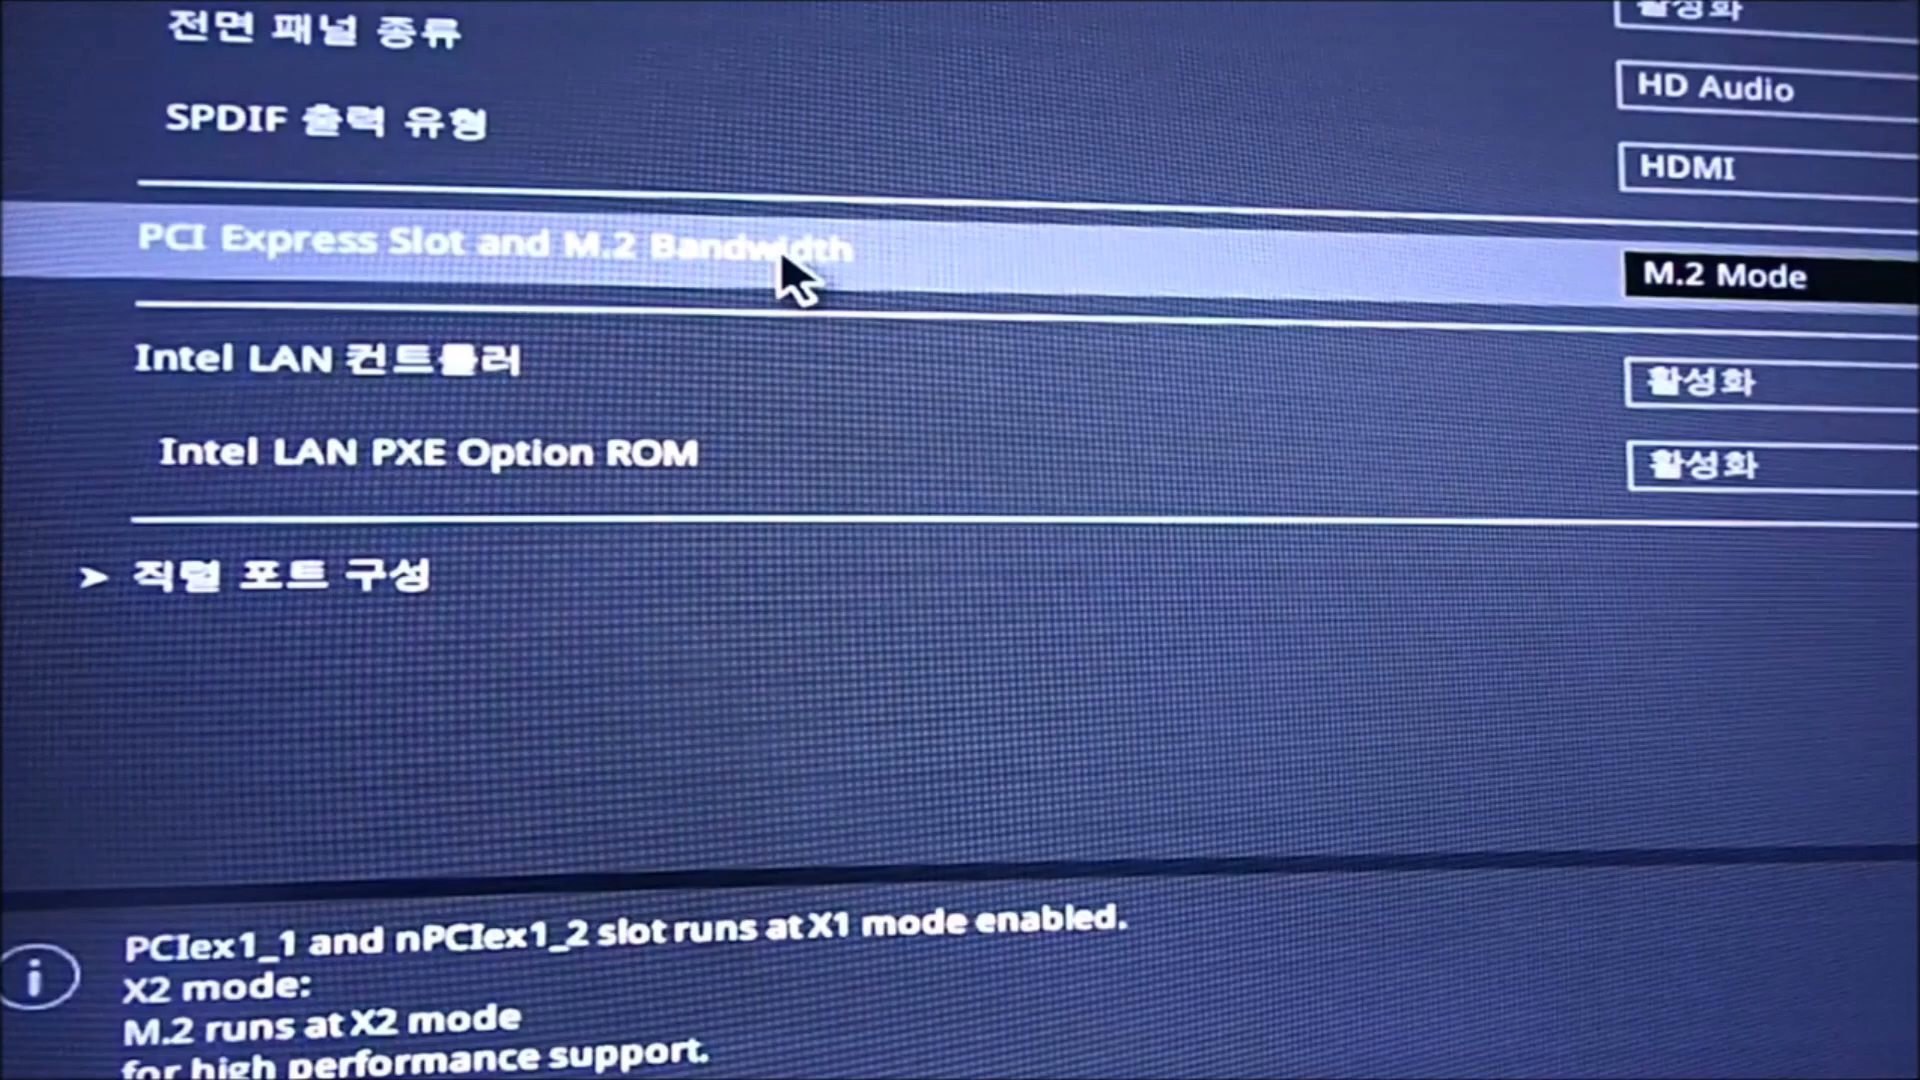 활성화
전면 패널 종류
HD Audio
SPDIF 출력 유형
HDMI
PCI Express Slot and M.2 Bandwidth
M.2 Mode
Intel LAN 컨트롤러
활성화
Intel LAN PXE Option ROM
활성화
직렬 포트 구성
PCIex1_1 and nPCIex1_2 slot runs at X1 mode enabled.
X2 mode:
M.2 runs at X2 mode
for high performance support.